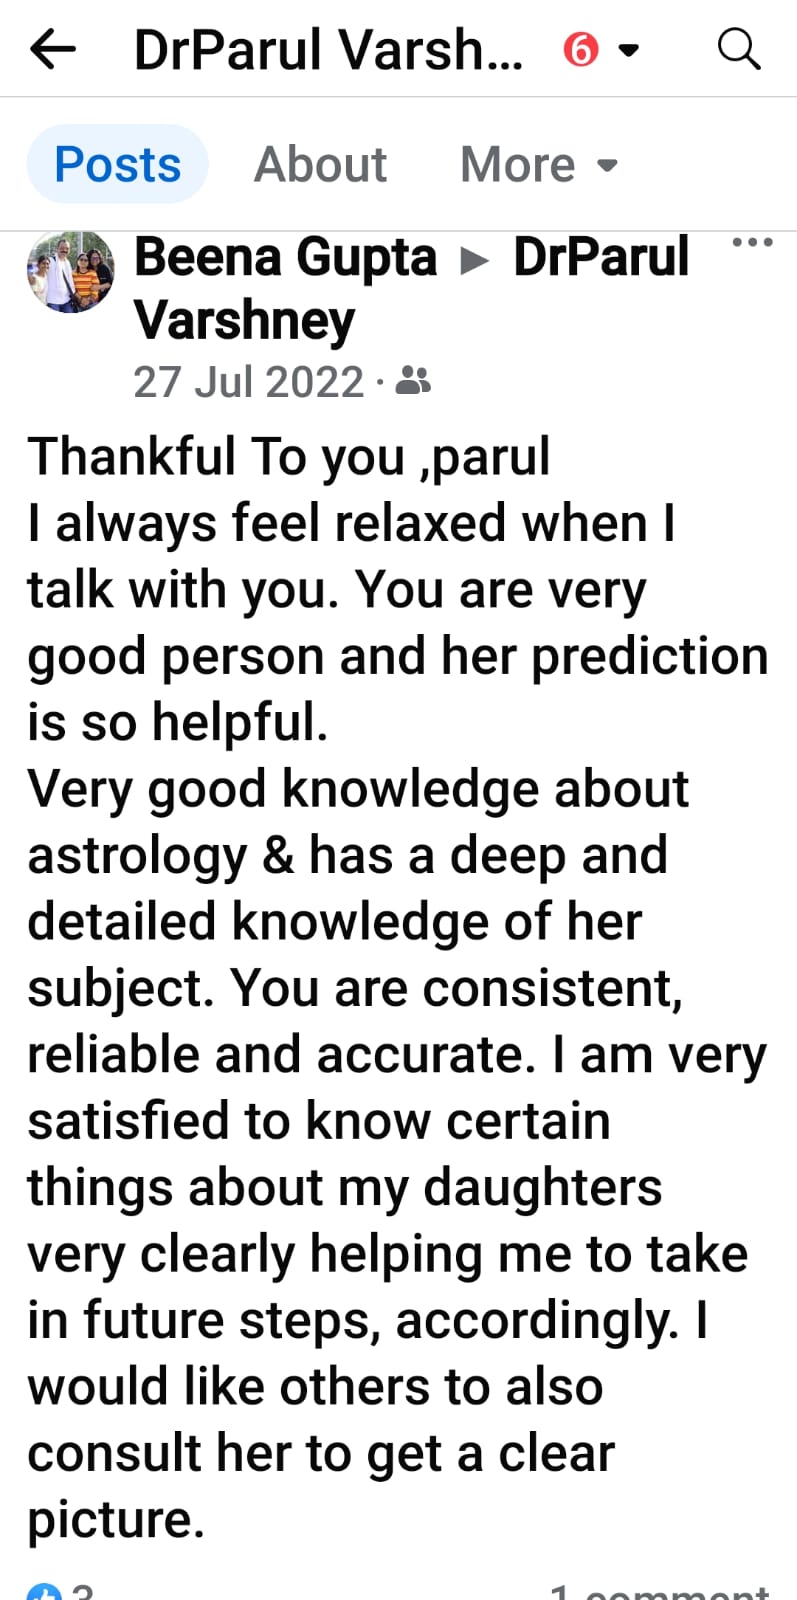 DrParul Varsh... 6
Posts About More
Beena Gupta ▸ DrParul
Varshney
27 Jul 2022 ·
Thankful To you ,parul
I always feel relaxed when I
talk with you. You are very
good person and her prediction
is so helpful.
Very good knowledge about
astrology & has a deep and
detailed knowledge of her
subject. You are consistent,
reliable and accurate. I am very
satisfied to know certain
things about my daughters
very clearly helping me to take
in future steps, accordingly. I
would like others to also
consult her to get a clear
picture.
1 comment